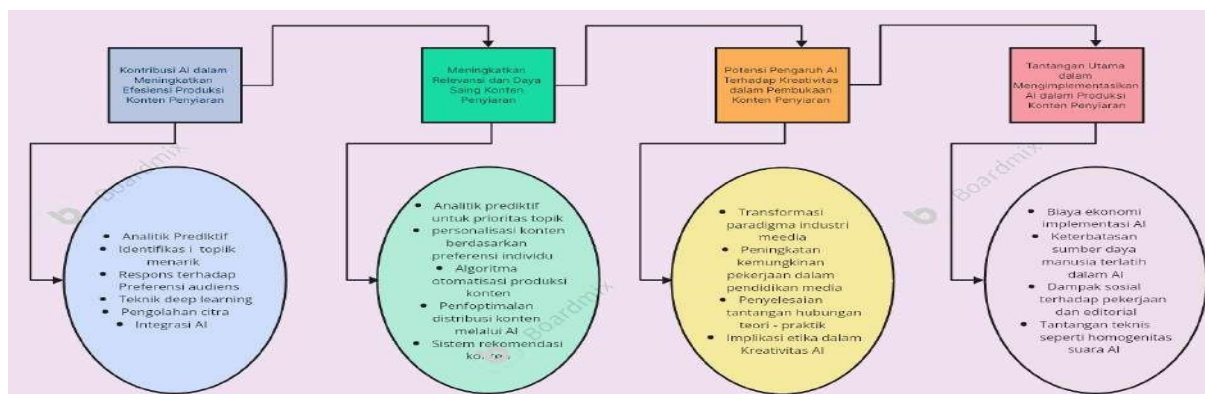 Kontribusi AI dalam
Meningkatkan
Efesiensi Produksi
Konten Penyiaran
Meningkatkan
Relevansi dan Daya
Saing Konten
Penyiaran
Potensi Pengaruh AI
Terhadap Kreativitas
dalam Pembukaan
Konten Penyiaran
Tantangan Utama
dalam
Mengimplementasikan
AI dalam Produksi
Konten Penyiaran
• Analitik Prediktif
• Identifikas i topiik
menarik
• Respons terhadap
Preferensi audiens
• Teknik deep learning
• Pengolahan citra
• Integrasi AI
• Analitik prediktif
untuk prioritas topik
• personalisasi konten
berdasarkan
preferensi individu
• Algoritma
otomatisasi produksi
konten
• Penfoptimalan
distribusi konten
melalui AI
• Sistem rekomendasi
• Transformasi
paradigma industri
meedia
• Peningkatan
kemungkinan
pekerjaan dalam
pendidikan media
• Penyelesaian
tantangan hubungan
teori - praktik
• Implikasi etika dalam
Kreativitas AI
• Biaya ekonomi
implementasi AI
• Keterbatasan
sumber daya
manusia terlatih
dalam AI
• Dampak sosial
terhadap pekerjaan
dan editorial
• Tantangan teknis
seperti homogenitas
suara AI
Boardmix
Boardmix
Boardmix